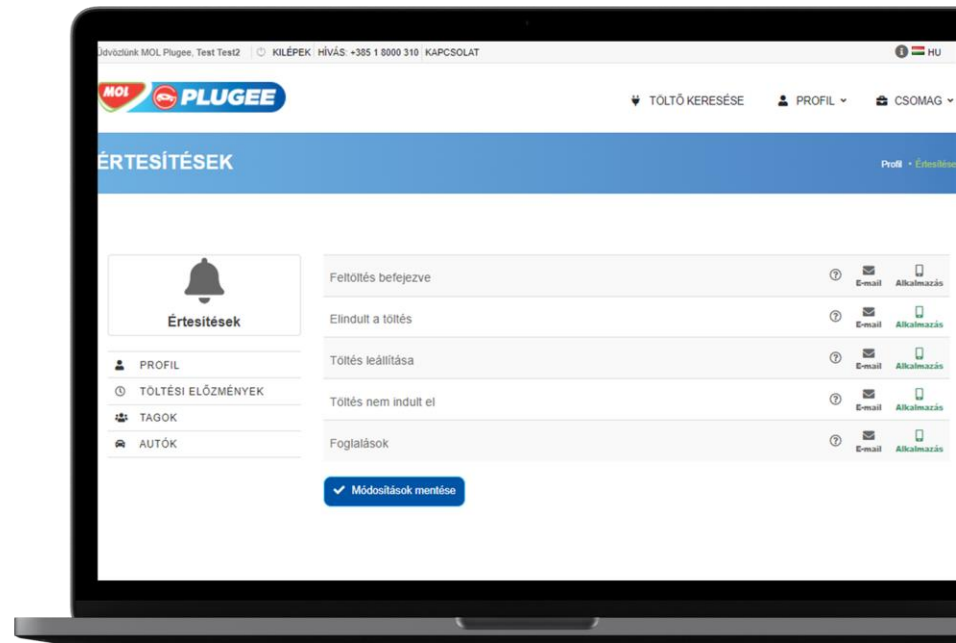 Üdvözlünk MOL Plugee, Test Test2 KILÉPEK HÍVÁS: +385 1 8000 310 KAPCSOLAT HU
MOL PLUGEE TÖLTŐ KERESÉSE PROFIL CSOMAG
ÉRTESÍTÉSEK Profil • Értesítése
Értesítések
PROFIL
TÖLTÉSI ELŐZMÉNYEK
TAGOK
AUTÓK
Feltöltés befejezve E-mail Alkalmazás
Elindult a töltés E-mail Alkalmazás
Töltés leállítása E-mail Alkalmazás
Töltés nem indult el E-mail Alkalmazás
Foglalások E-mail Alkalmazás
Módosítások mentése